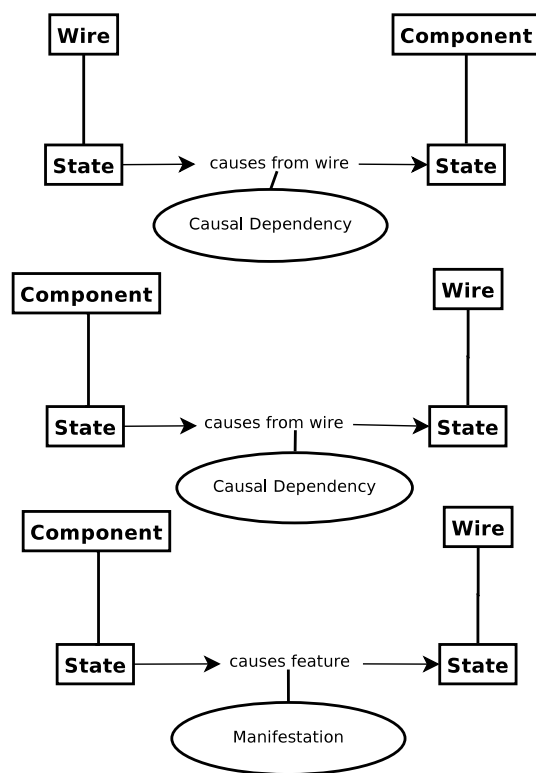 Wire
Component
State
causes from wire
State
Causal Dependency
Component
Wire
State
causes from wire
State
Causal Dependency
Component
Wire
State
causes feature
State
Manifestation